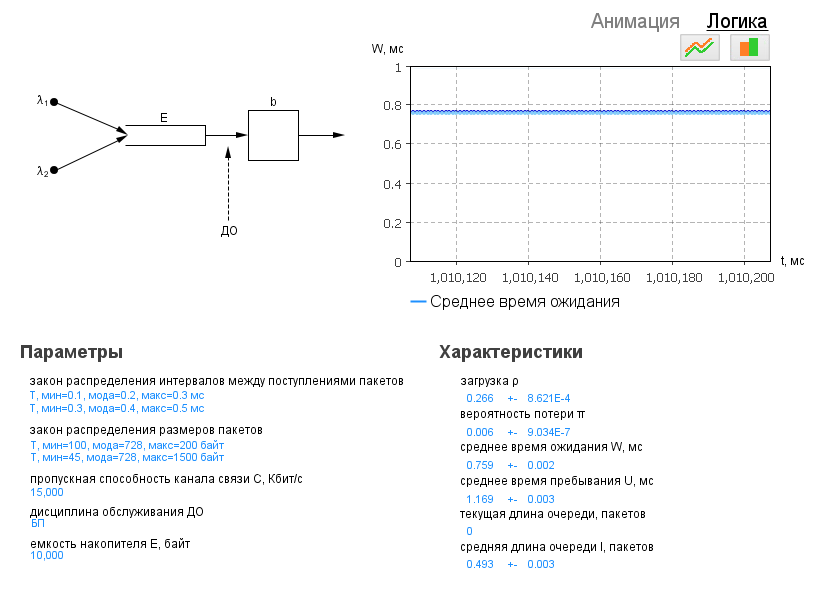 Анимация Логика
W, мс
1
0.8
0.6
0.4
0.2
0
1,010,120 1,010,140 1,010,160 1,010,180 1,010,200
t, мс
Среднее время ожидания
λ1
λ2
E
b
ДО
Параметры
закон распределения интервалов между поступлениями пакетов
T, мин=0.1, мода=0.2, макс=0.3 мс
T, мин=0.3, мода=0.4, макс=0.5 мс
закон распределения размеров пакетов
T, мин=100, мода=728, макс=200 байт
T, мин=45, мода=728, макс=1500 байт
пропускная способность канала связи C, Кбит/с
15,000
дисциплина обслуживания ДО
БП
емкость накопителя E, байт
10,000
Характеристики
загрузка ρ
0.266 +- 8.621E-4
вероятность потери π
0.006 +- 9.034E-7
среднее время ожидания W, мс
0.759 +- 0.002
среднее время пребывания U, мс
1.169 +- 0.003
текущая длина очереди, пакетов
0
средняя длина очереди l, пакетов
0.493 +- 0.003